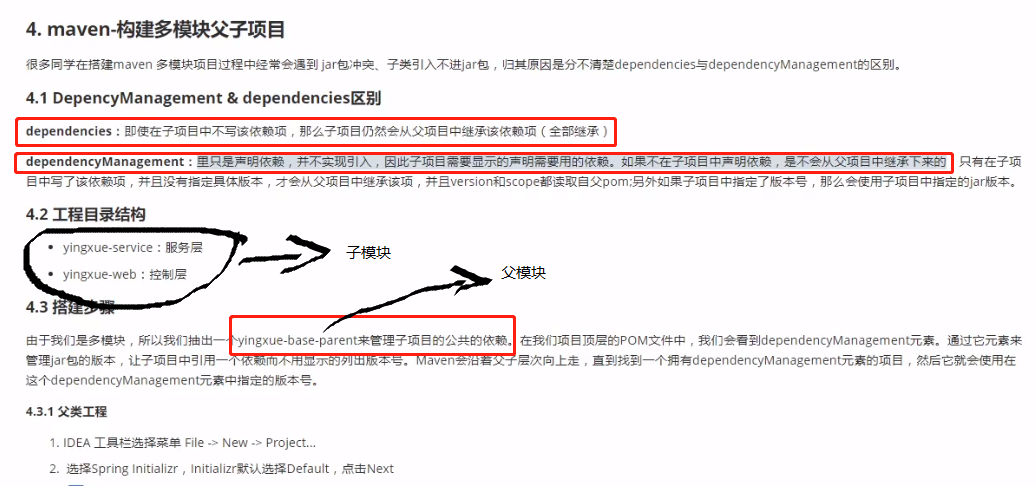 4. maven-构建多模块父子项目
很多同学在搭建maven 多模块项目过程中经常会遇到 jar包冲突、子类引入不进jar包，归其原因是分不清楚dependencies与dependencyManagement的区别。
4.1 DepencyManagement & dependencies区别
dependencies：即使在子项目中不写该依赖项，那么子项目仍然会从父项目中继承该依赖项（全部继承）
dependencyManagement：里只是声明依赖，并不实现引入，因此子项目需要显示的声明需要用的依赖。如果不在子项目中声明依赖，是不会从父项目中继承下来的；只有在子项
目中写了该依赖项，并且没有指定具体版本，才会从父项目中继承该项，并且version和scope都读取自父pom;另外如果子项目中指定了版本号，那么会使用子项目中指定的jar版本。
4.2 工程目录结构
• yingxue-service：服务层
子模块
• yingxue-web：控制层
父模块
4.3 搭建步骤
由于我们是多模块，所以我们抽出一个yingxue-base-parent来管理子项目的公共的依赖。在我们项目顶层的POM文件中，我们会看到dependencyManagement元素。通过它元素来
管理jar包的版本，让子项目中引用一个依赖而不用显示的列出版本号。Maven会沿着父子层次向上走，直到找到一个拥有dependencyManagement元素的项目，然后它就会使用在
这个dependencyManagement元素中指定的版本号。
4.3.1 父类工程
1. IDEA 工具栏选择菜单 File -> New -> Project...
2. 选择Spring Initializr，Initializr默认选择Default，点击Next